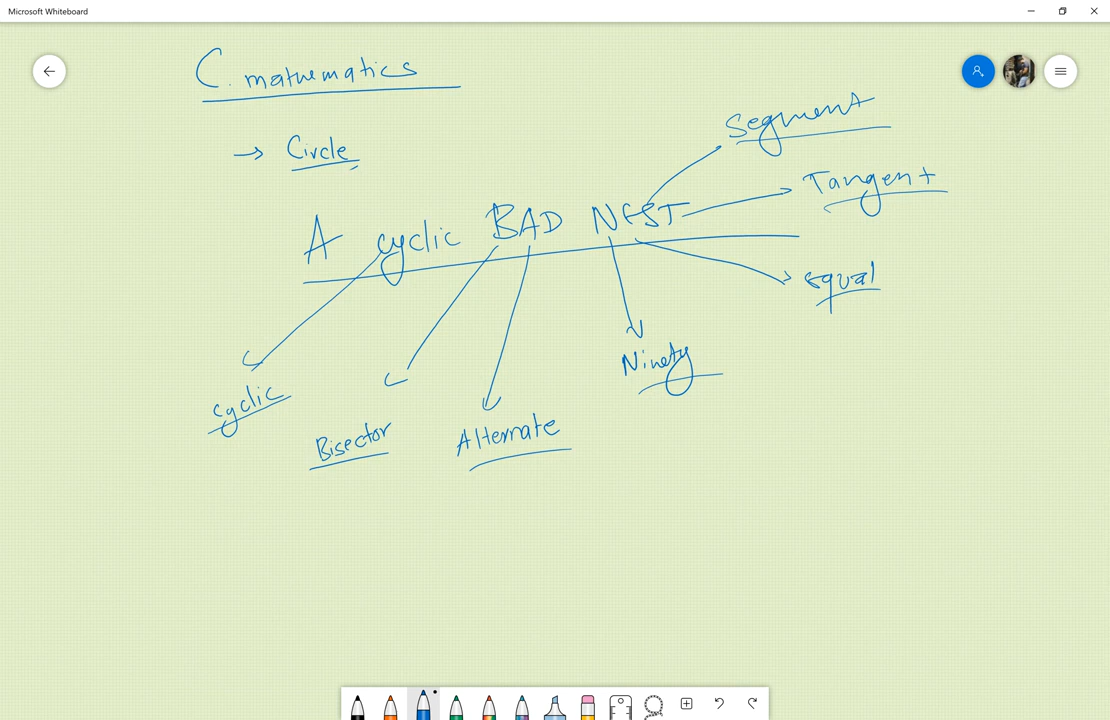 Microsoft Whiteboard
C. mathematics
→ Circle
Segment
Tangent
A cyclic BAD NEST
equal
Ninety
cyclic
Bisector
Alternate